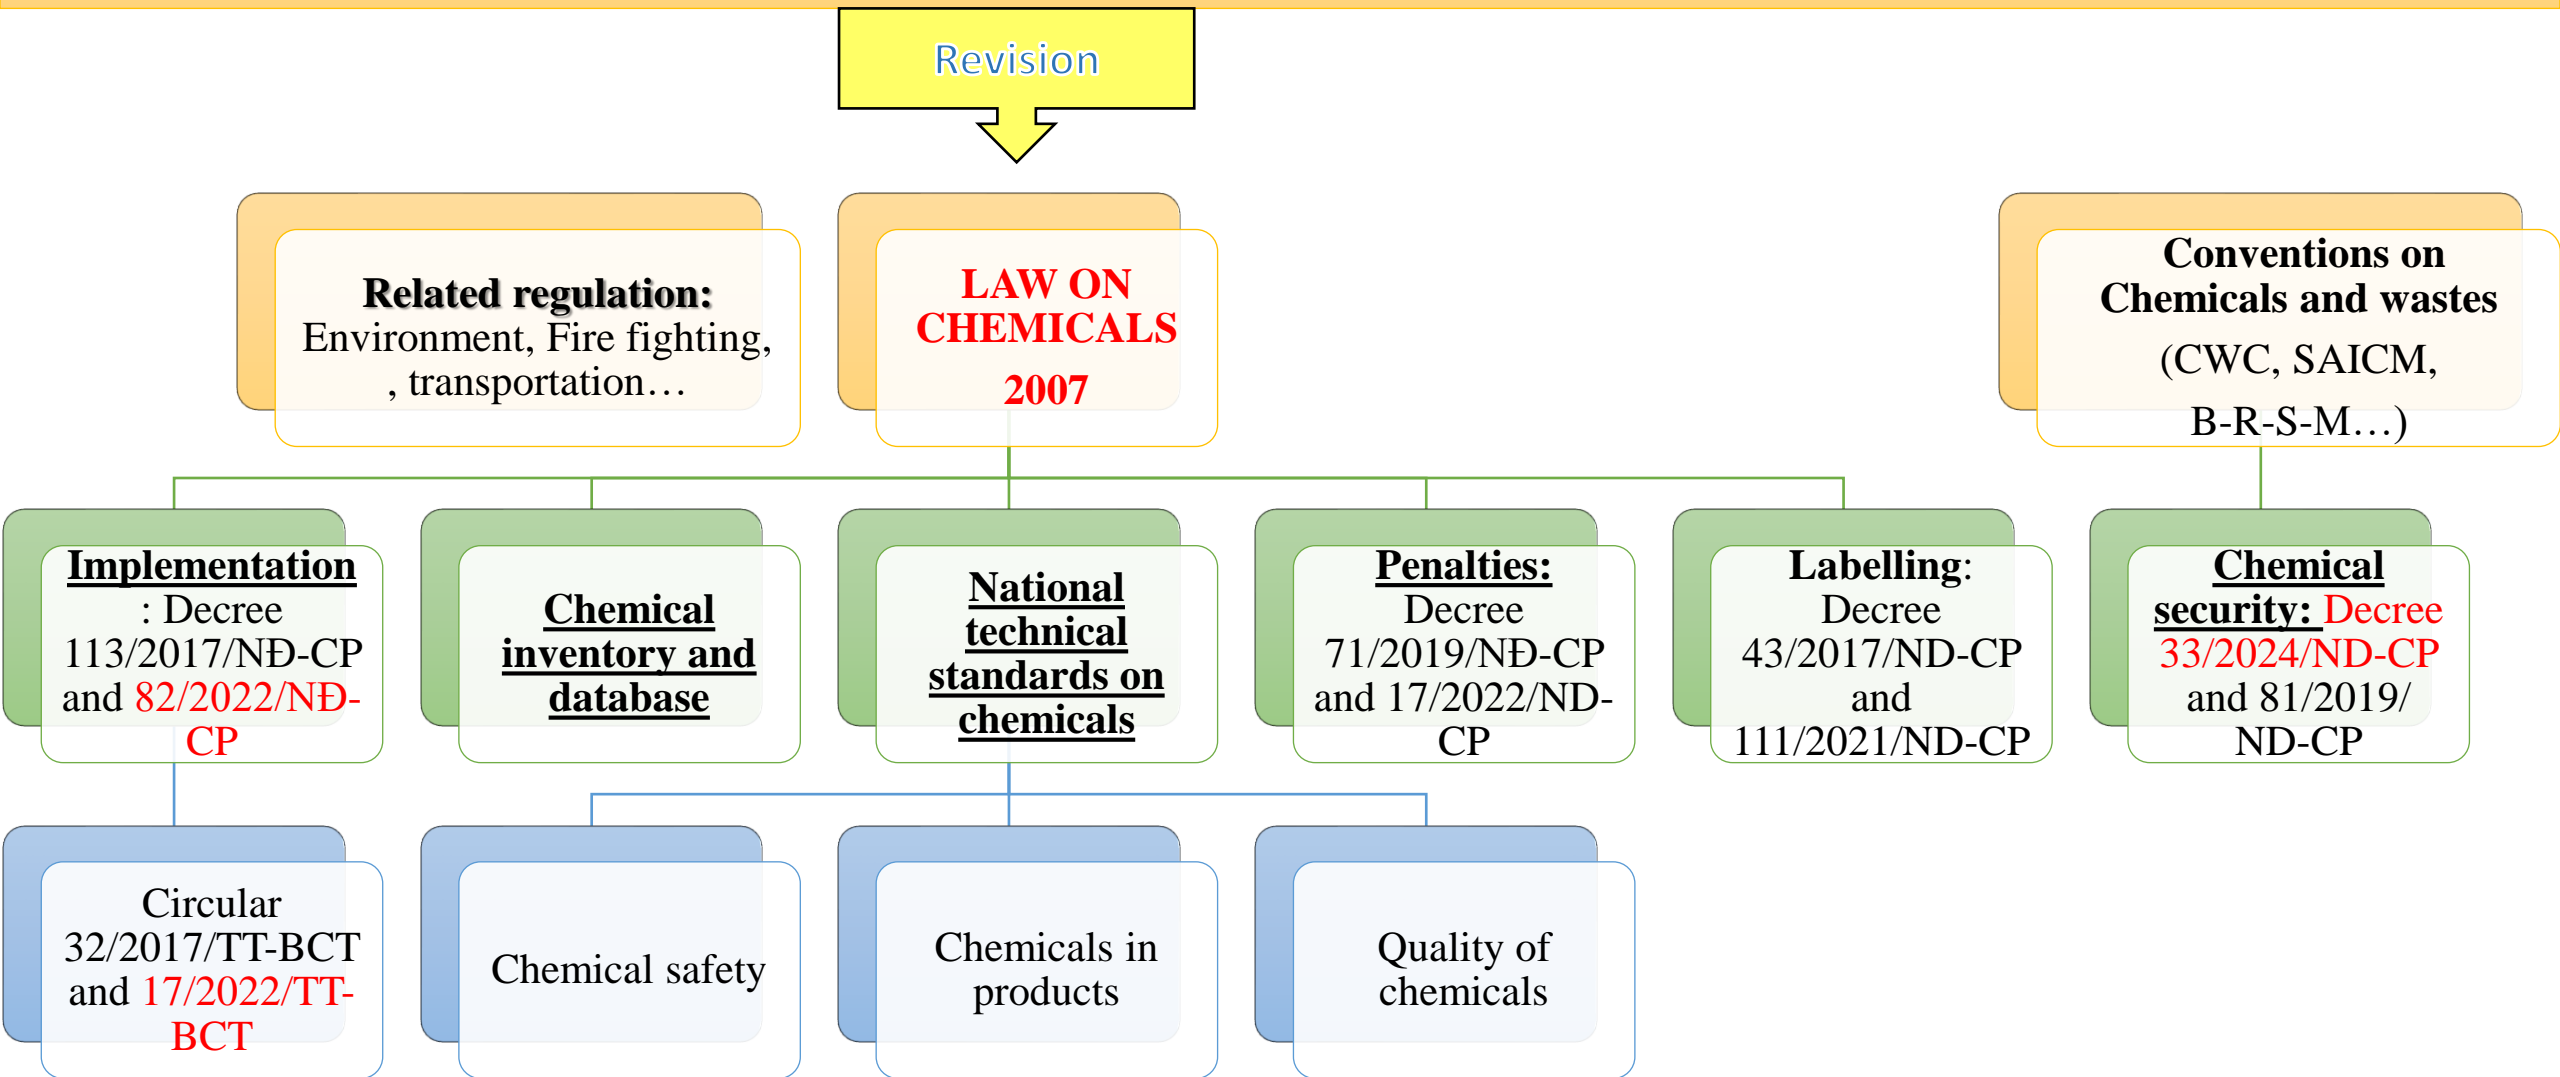 Revision
Related regulation:
Environment, Fire fighting,
, transportation…
LAW ON
CHEMICALS
2007
Conventions on
Chemicals and wastes
(CWC, SAICM,
B-R-S-M…)
Implementation
: Decree
113/2017/NĐ-CP
and 82/2022/NĐ-
CP
Chemical
inventory and
database
National
technical
standards on
chemicals
Penalties:
Decree
71/2019/NĐ-CP
and 17/2022/ND-
CP
Labelling:
Decree
43/2017/ND-CP
and
111/2021/ND-CP
Chemical
security: Decree
33/2024/ND-CP
and 81/2019/
ND-CP
Circular
32/2017/TT-BCT
and 17/2022/TT-
BCT
Chemical safety
Chemicals in
products
Quality of
chemicals